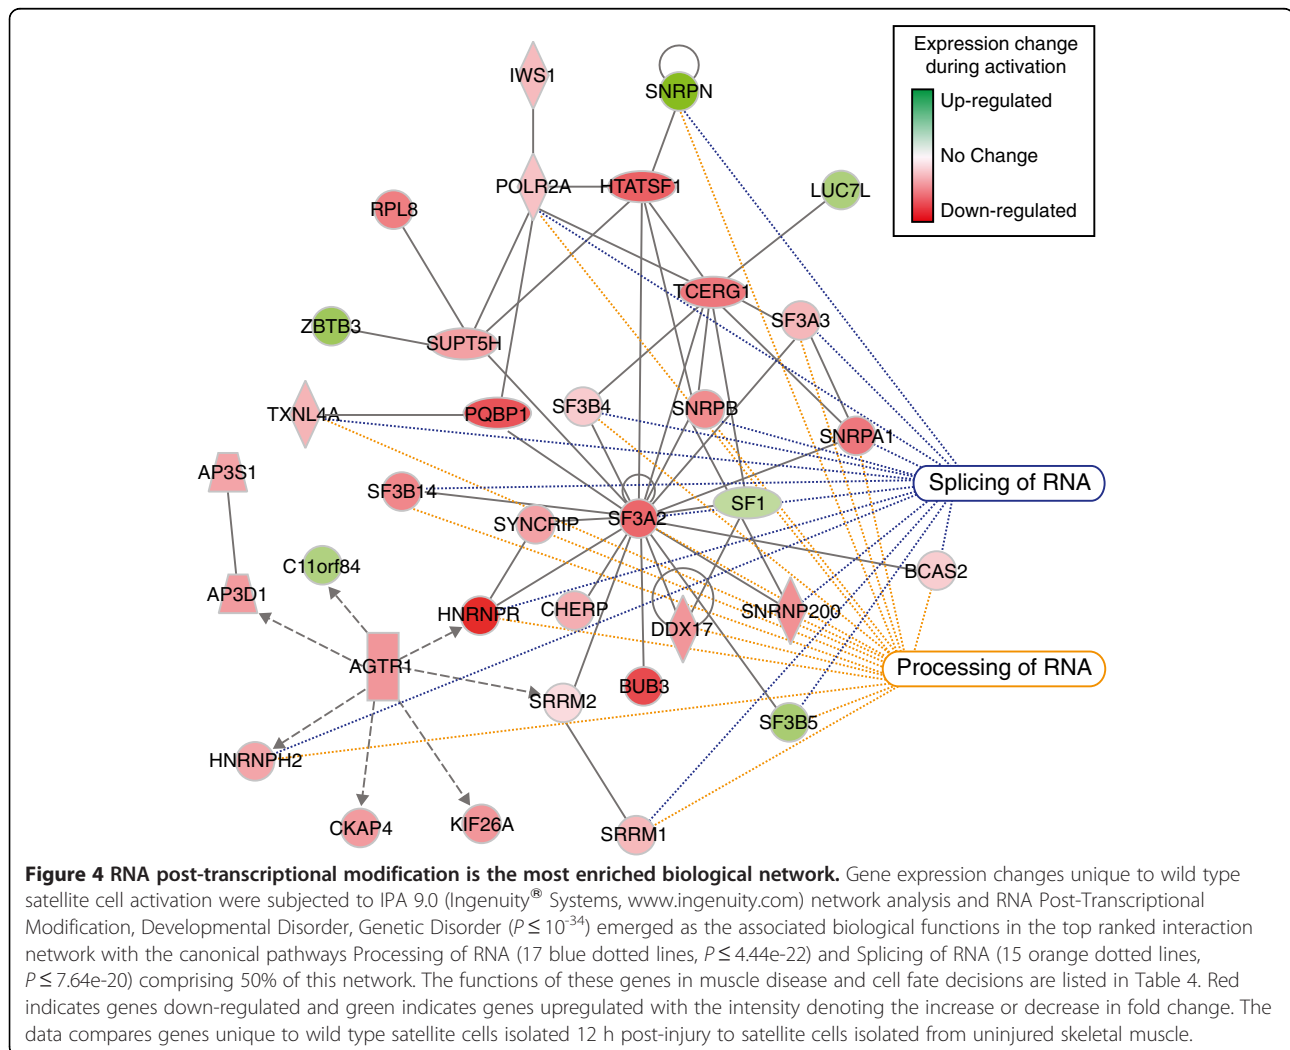 Expression change
during activation
Up-regulated
No Change
Down-regulated
IWS1
SNRPN
POLR2A
HTATSF1
LUC7L
RPL8
TCERG1
SF3A3
ZBTB3
SUPT5H
TXNL4A
PQBP1
SF3B4
SNRPB
SNRPA1
AP3S1
SF3B14
SYNCRIP
SF3A2
SF1
Splicing of RNA
C11orf84
AP3D1
HNRNPR
CHERP
DDX17
SNRNP200
BCAS2
AGTR1
SRRM2
BUB3
Processing of RNA
SF3B5
HNRNPH2
CKAP4
KIF26A
SRRM1
Figure 4 RNA post-transcriptional modification is the most enriched biological network. Gene expression changes unique to wild type
satellite cell activation were subjected to IPA 9.0 (Ingenuity® Systems, www.ingenuity.com) network analysis and RNA Post-Transcriptional
Modification, Developmental Disorder, Genetic Disorder (P ≤ 10-34) emerged as the associated biological functions in the top ranked interaction
network with the canonical pathways Processing of RNA (17 blue dotted lines, P ≤ 4.44e-22) and Splicing of RNA (15 orange dotted lines,
P ≤ 7.64e-20) comprising 50% of this network. The functions of these genes in muscle disease and cell fate decisions are listed in Table 4. Red
indicates genes down-regulated and green indicates genes upregulated with the intensity denoting the increase or decrease in fold change. The
data compares genes unique to wild type satellite cells isolated 12 h post-injury to satellite cells isolated from uninjured skeletal muscle.